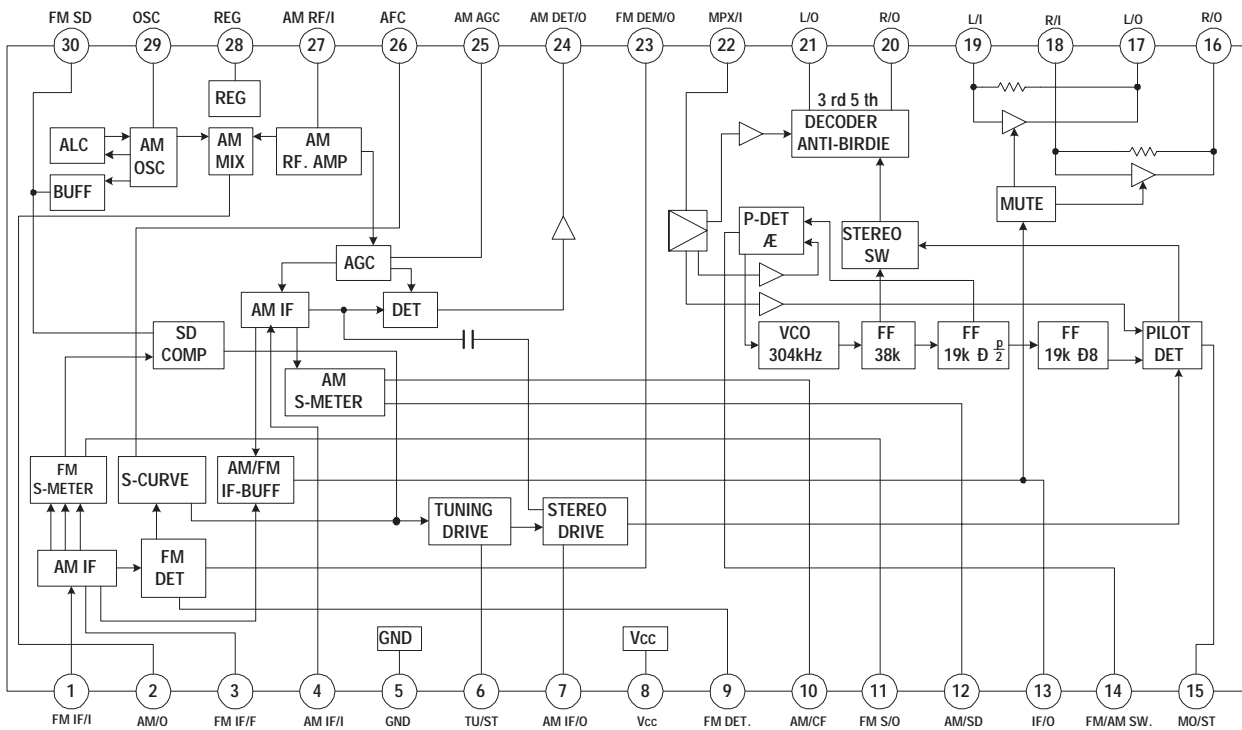 FM SD OSC REG AM RF/I AFC AM AGC AM DET/O FM DEM/O MPX/I L/O R/O L/I R/I L/O R/O
30 29 28 27 26 25 24 23 22 21 20 19 18 17 16
REG
3 rd 5 th
DECODER
ANTI-BIRDIE
ALC
AM
OSC
AM
MIX
AM
RF. AMP
BUFF
MUTE
P-DET
Æ
STEREO
SW
AGC
AM IF
DET
SD
COMP
VCO
304kHz
FF
38k
FF
19k Đ p/2
FF
19k Đ8
PILOT
DET
AM
S-METER
FM
S-METER
S-CURVE
AM/FM
IF-BUFF
TUNING
DRIVE
STEREO
DRIVE
AM IF
FM
DET
GND
Vcc
1 2 3 4 5 6 7 8 9 10 11 12 13 14 15
FM IF/I AM/O FM IF/F AM IF/I GND TU/ST AM IF/O Vcc FM DET. AM/CF FM S/O AM/SD IF/O FM/AM SW. MO/ST